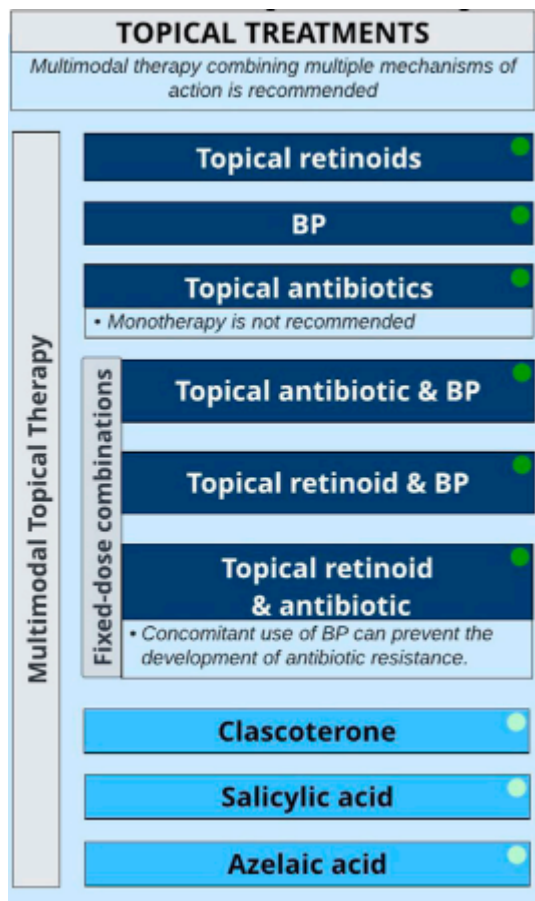 TOPICAL TREATMENTS
Multimodal therapy combining multiple mechanisms of
action is recommended
Multimodal Topical Therapy
Topical retinoids
BP
Topical antibiotics
• Monotherapy is not recommended
Fixed-dose combinations
Topical antibiotic & BP
Topical retinoid & BP
Topical retinoid
& antibiotic
• Concomitant use of BP can prevent the
development of antibiotic resistance.
Clascoterone
Salicylic acid
Azelaic acid